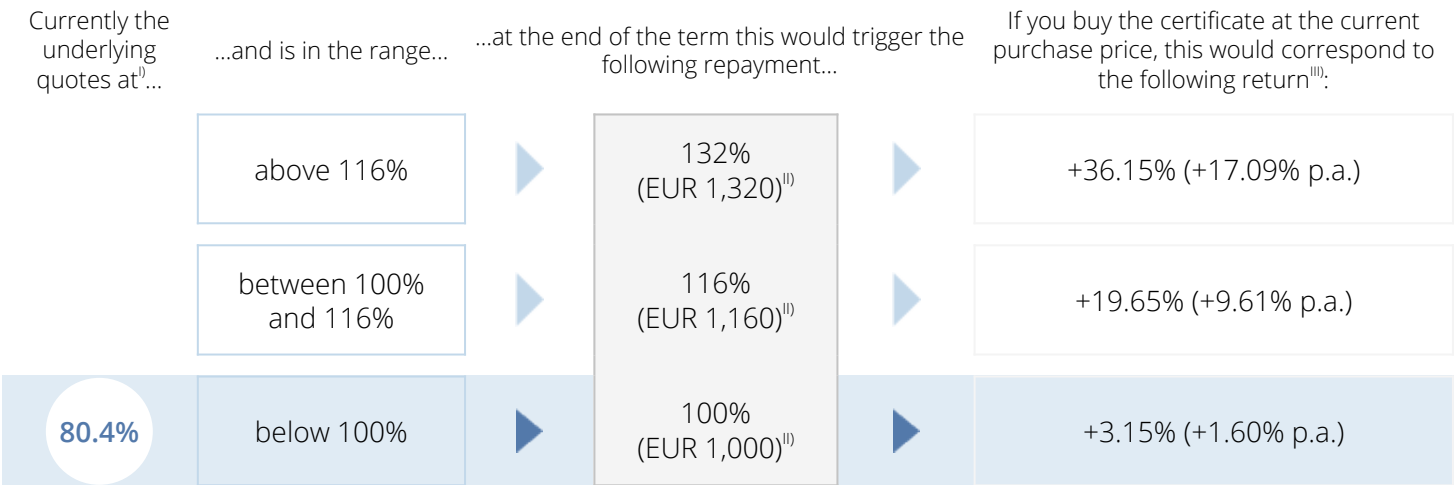 Currently the
underlying
quotes atI)...
...and is in the range...
...at the end of the term this would trigger the
following repayment...
If you buy the certificate at the current
purchase price, this would correspond to
the following returnIII):
above 116%
132%
(EUR 1,320)II)
+36.15% (+17.09% p.a.)
between 100%
and 116%
116%
(EUR 1,160)II)
+19.65% (+9.61% p.a.)
80.4%
below 100%
100%
(EUR 1,000)II)
+3.15% (+1.60% p.a.)